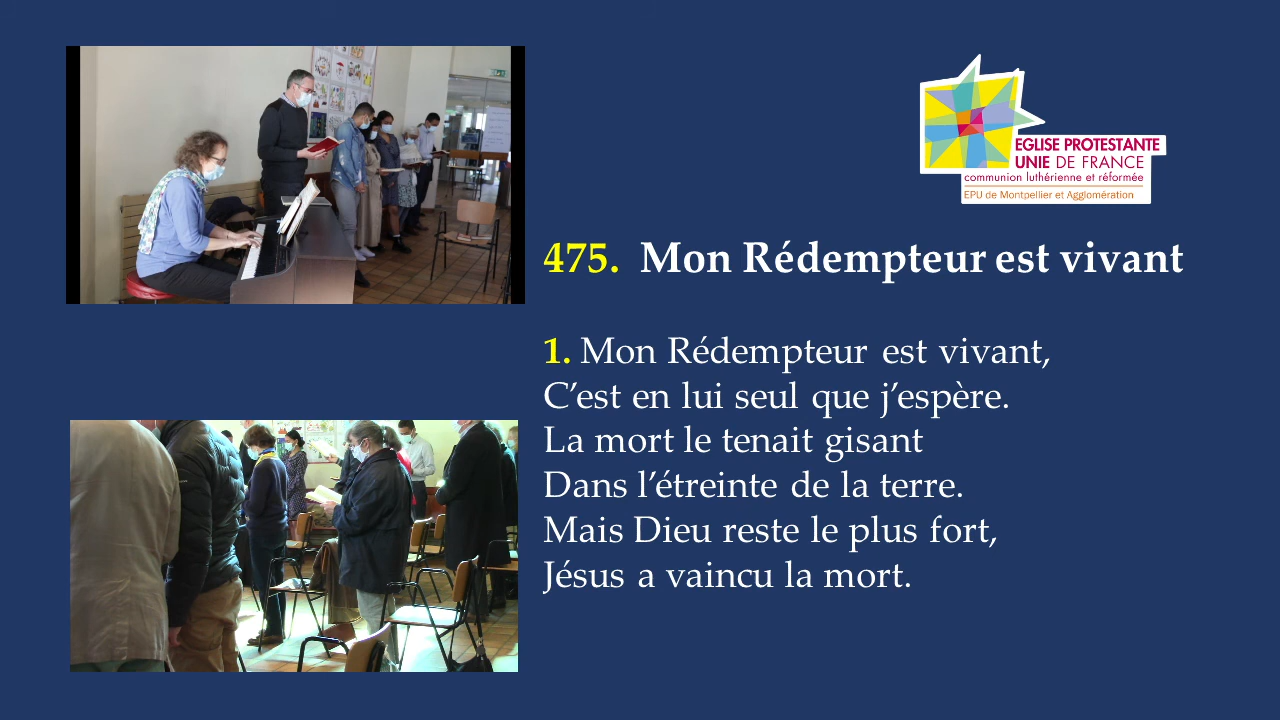 EGLISE PROTESTANTE
UNIE DE FRANCE
communion luthérienne et réformée
EPU de Montpellier et Agglomération
475. Mon Rédempteur est vivant
1. Mon Rédempteur est vivant,
C’est en lui seul que j’espère.
La mort le tenait gisant
Dans l’étreinte de la terre.
Mais Dieu reste le plus fort,
Jésus a vaincu la mort.